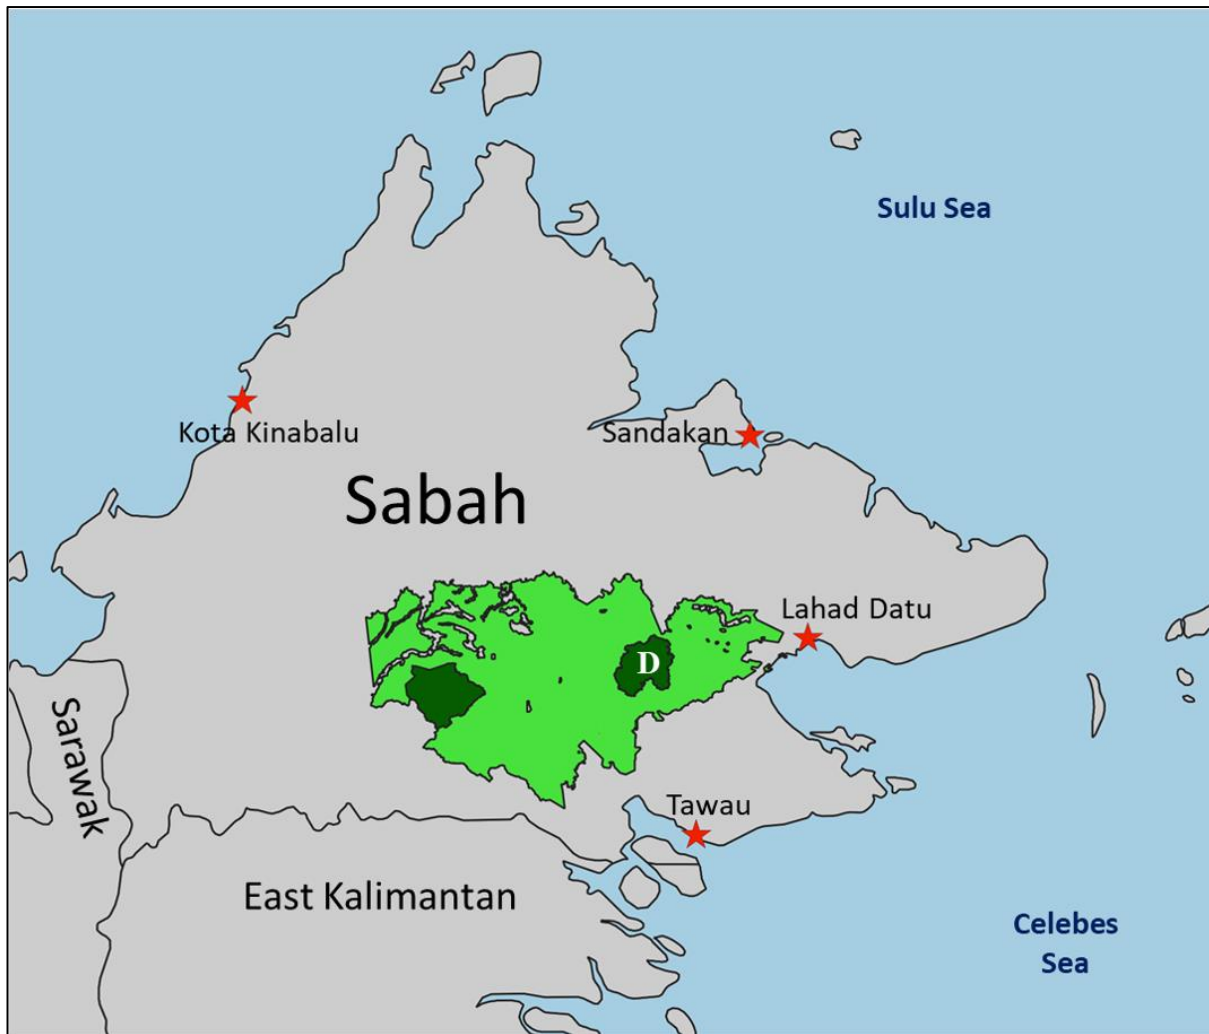 Sulu Sea
Kota Kinabalu
Sandakan
Sabah
Lahad Datu
D
Sarawak
Tawau
East Kalimantan
Celebes
Sea